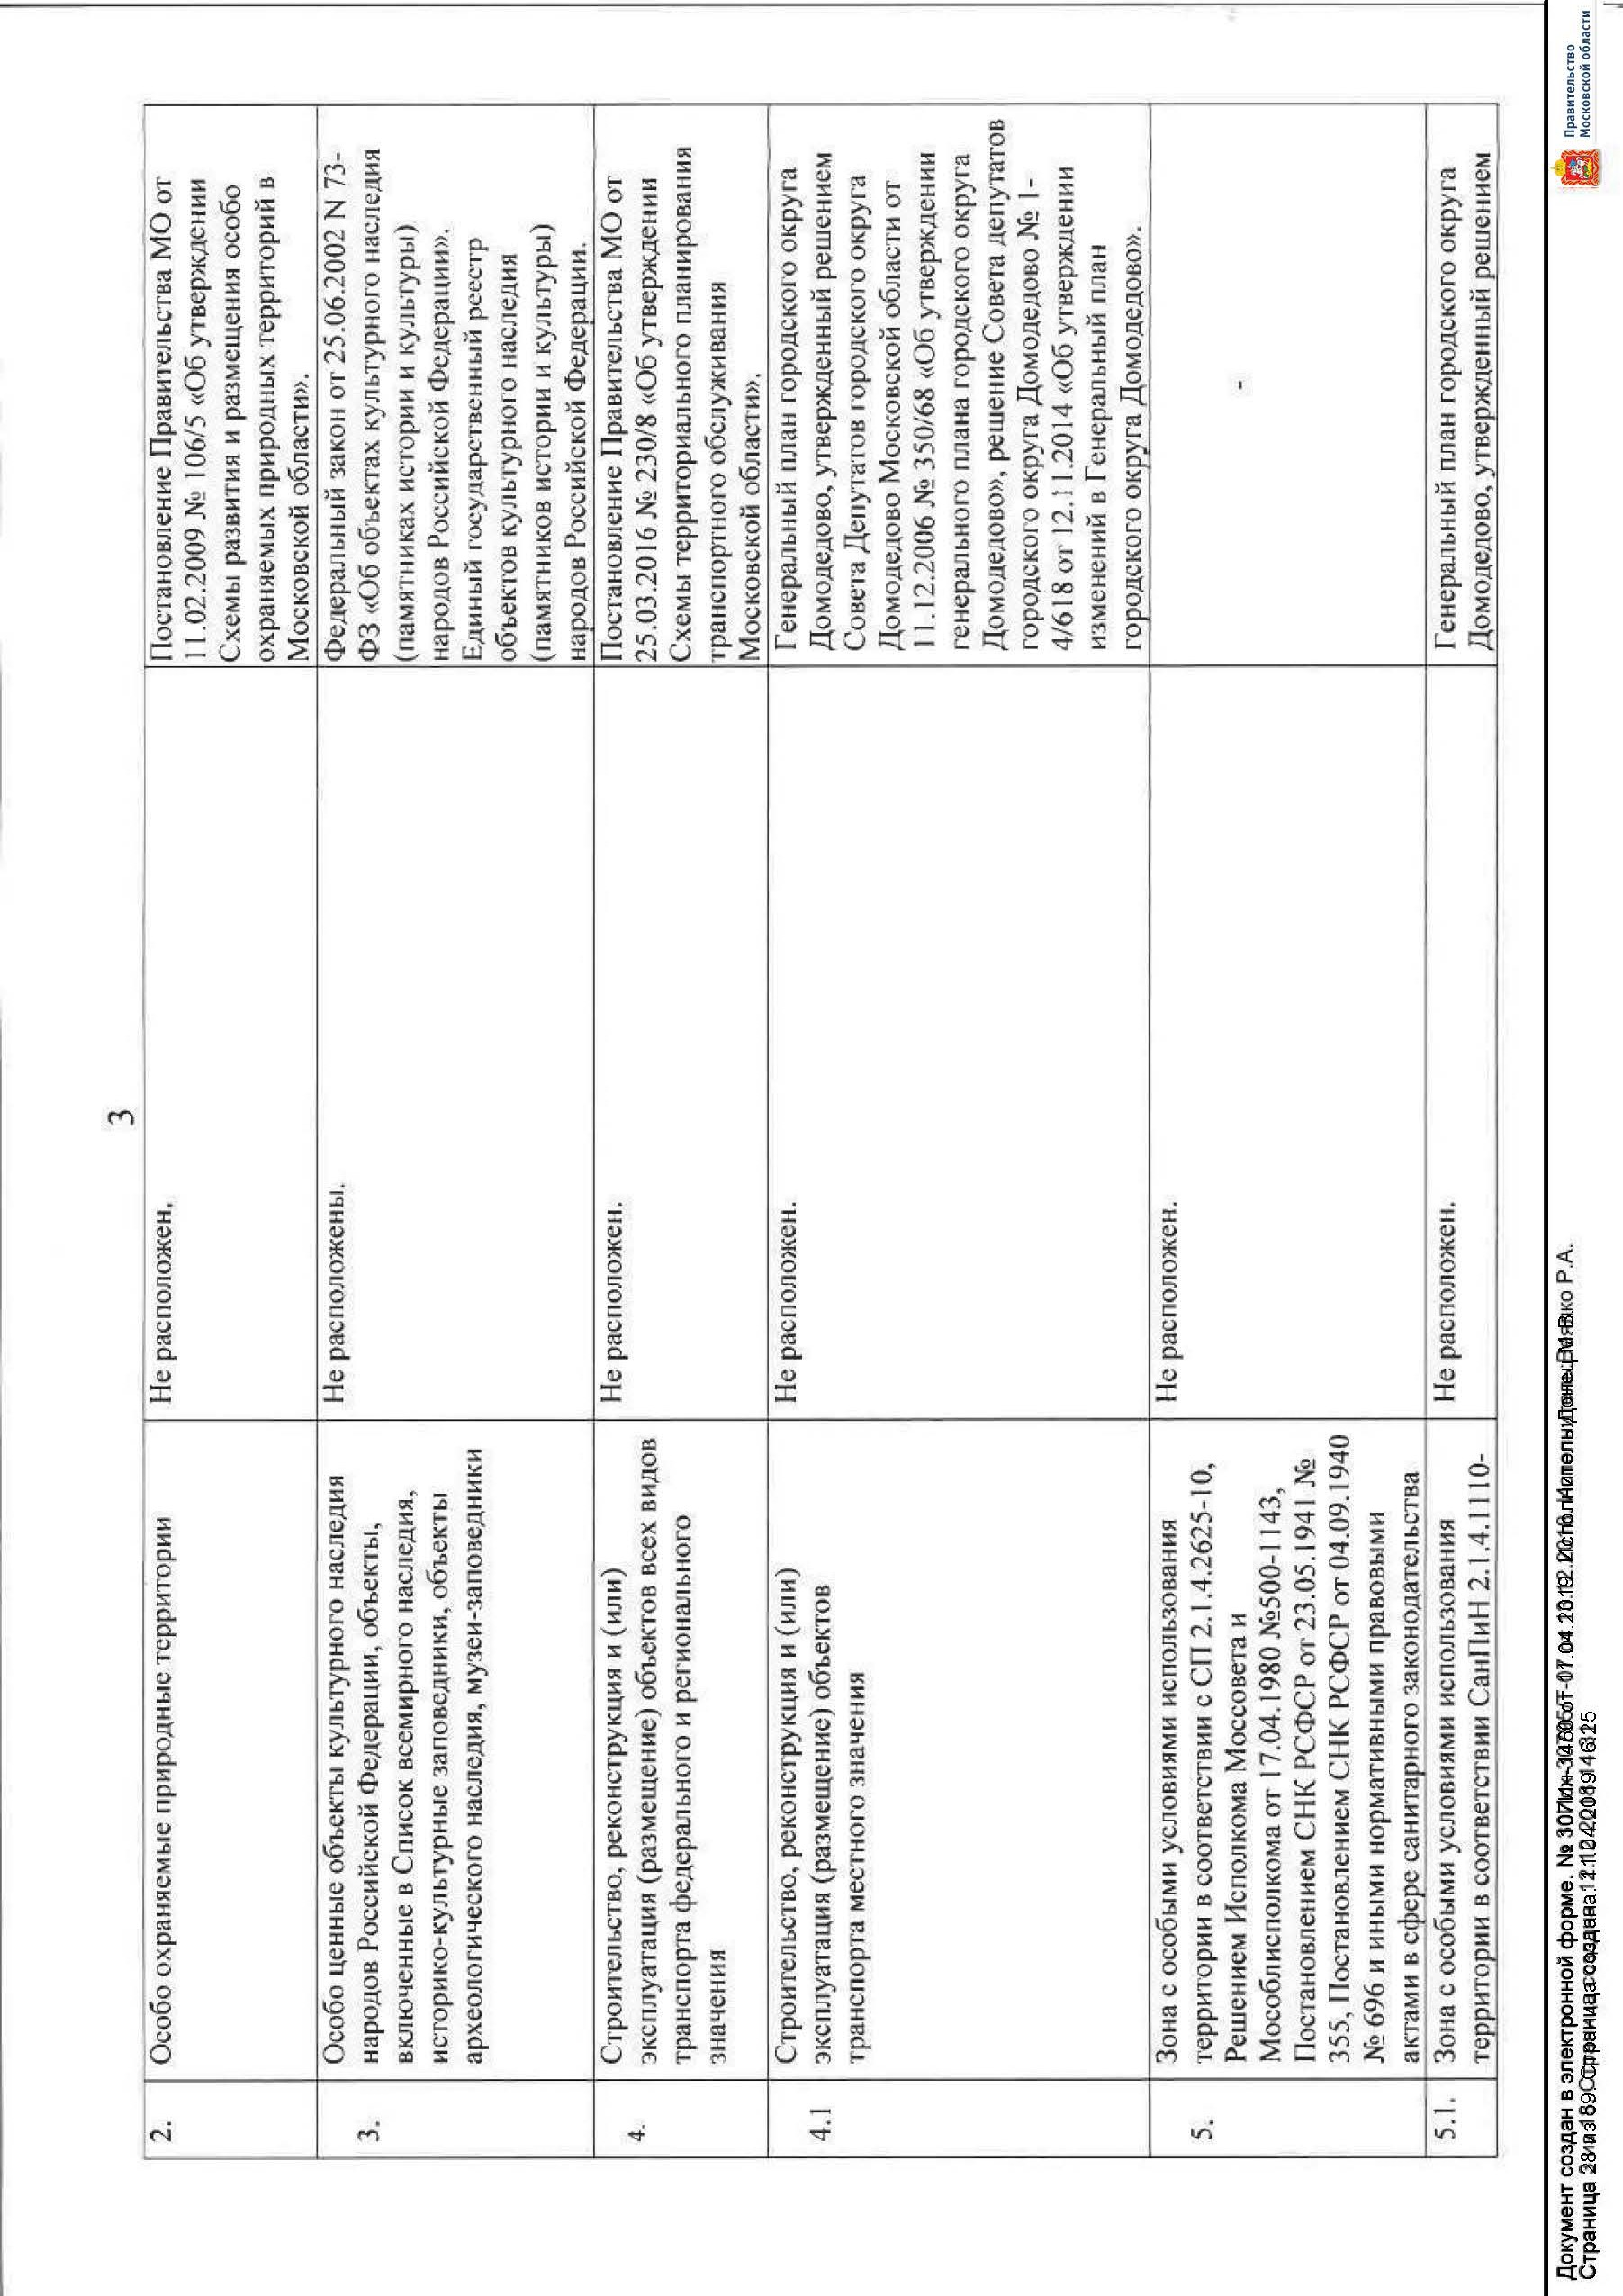 3
2.
Особо охраняемые природные территории
Не расположен.
Постановление Правительства МО от
11.02.2009 № 106/5 «Об утверждении
Схемы развития и размещения особо
охраняемых природных территорий в
Московской области».
3.
Особо ценные объекты культурного наследия
народов Российской Федерации, объекты,
включенные в Список всемирного наследия,
историко-культурные заповедники, объекты
археологического наследия, музеи-заповедники
Не расположены.
Федеральный закон от 25.06.2002 N 73-
ФЗ «Об объектах культурного наследия
(памятниках истории и культуры)
народов Российской Федерации».
Единый государственный реестр
объектов культурного наследия
(памятников истории и культуры)
народов Российской Федерации.
4.
Строительство, реконструкция и (или)
эксплуатация (размещение) объектов всех видов
транспорта федерального и регионального
значения
Не расположен.
Постановление Правительства МО от
25.03.2016 № 230/8 «Об утверждении
Схемы территориального планирования
транспортного обслуживания
Московской области».
4.1
Строительство, реконструкция и (или)
эксплуатация (размещение) объектов
транспорта местного значения
Не расположен.
Генеральный план городского округа
Домодедово, утвержденный решением
Совета Депутатов городского округа
Домодедово Московской области от
11.12.2006 № 350/68 «Об утверждении
генерального плана городского округа
Домодедово», решение Совета депутатов
городского округа Домодедово № 1-
4/618 от 12.11.2014 «Об утверждении
изменений в Генеральный план
городского округа Домодедово».
5.
Зона с особыми условиями использования
территории в соответствии с СП 2.1.4.2625-10,
Решением Исполкома Моссовета и
Мособлисполкома от 17.04.1980 №500-1143,
Постановлением СНК РСФСР от 23.05.1941 №
355, Постановлением СНК РСФСР от 04.09.1940
№ 696 и иными нормативными правовыми
актами в сфере санитарного законодательства
Не расположен.
-
5.1.
Зона с особыми условиями использования
территории в соответствии СанПиН 2.1.4.1110-
Не расположен.
Генеральный план городского округа
Домодедово, утвержденный решением
Документ создан в электронной форме. №
Страница
Правительство
Московской области